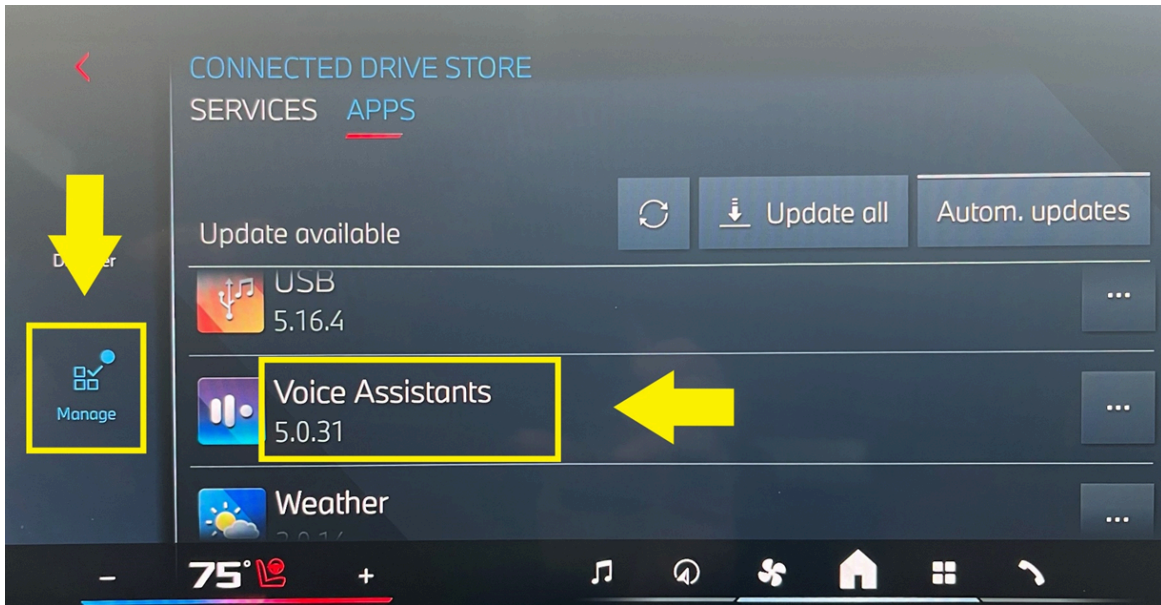 CONNECTED DRIVE STORE
SERVICES APPS
Update all
Autom. updates
Update available
USB
5.16.4
Manage
Voice Assistants
5.0.31
Weather
- 75° +